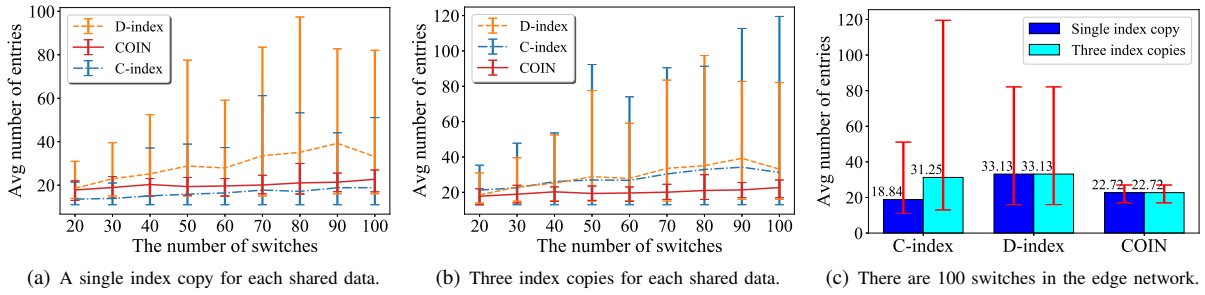 100
80
60
40
20
Avg number of entries
D-index
COIN
C-index
20 30 40 50 60 70 80 90 100
The number of switches
(a) A single index copy for each shared data.
120
100
80
60
40
20
Avg number of entries
D-index
C-index
COIN
20 30 40 50 60 70 80 90 100
The number of switches
(b) Three index copies for each shared data.
120
100
80
60
40
20
0
Avg number of entries
Single index copy
Three index copies
18.84
31.25
33.13
33.13
22.72
22.72
C-index D-index COIN
(c) There are 100 switches in the edge network.